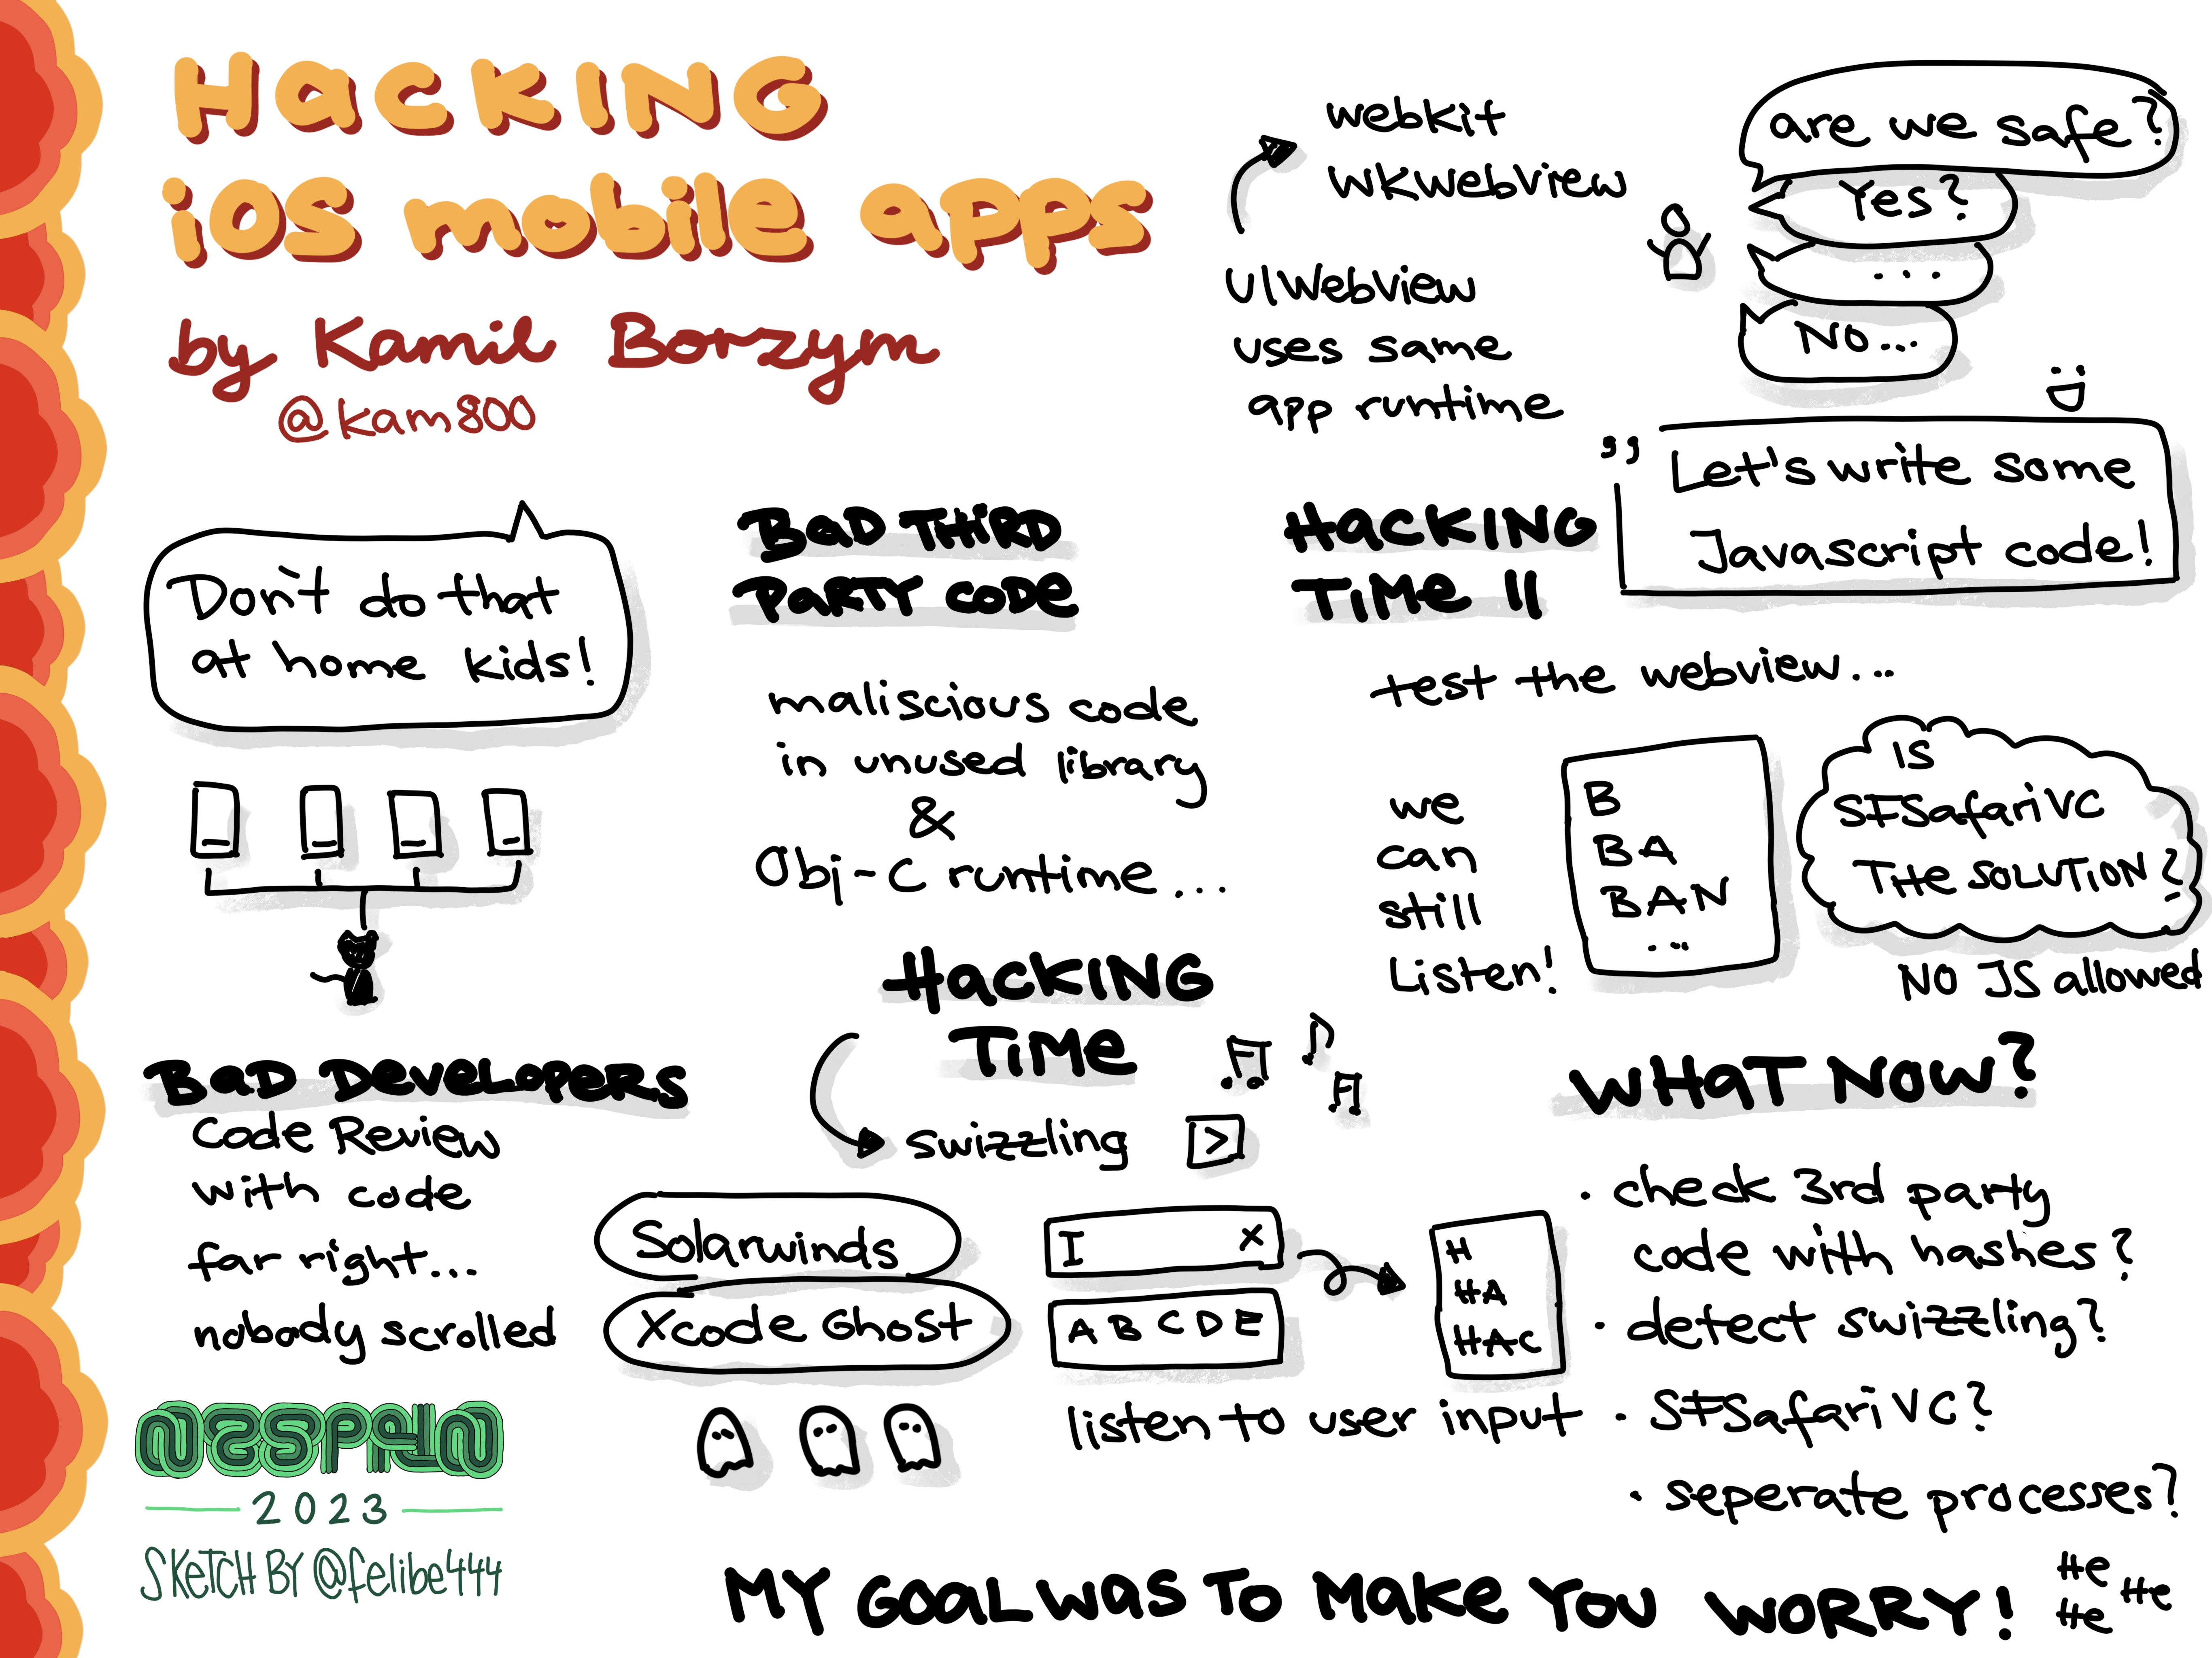 HacKING
iOS mobile apps
by Kamil Borzym
@kam800
Don't do that
at home kids!
BaD DeveLoPeRS
Code Review
with code
far right...
nobody scrolled
BaD THiRD
PaRTY CODe
maliscious code
in unused library
&
Obj-C runtime...
HacKING
TiMe
swizzling
Solarwinds
Xcode Ghost
I X
A B C D E
H
HA
HAC
listen to user input
webkit
WKWebView
UIWebView
uses same
app runtime
are we safe?
Yes?
...
No...
,, Let's write some
Javascript code!
HacKING
TiMe II
test the webview...
we
can
still
Listen!
B
BA
BAN
...
IS
SFSafariVC
THe SOLUTION?
NO JS allowed
WHaT NOW?
· check 3rd party
code with hashes?
· detect swizzling?
· SFSafariVC?
· seperate processes?
MY GOaL WaS TO MaKe YOU WORRY!
He
He
He
2023
SKETCH BY @felibe444